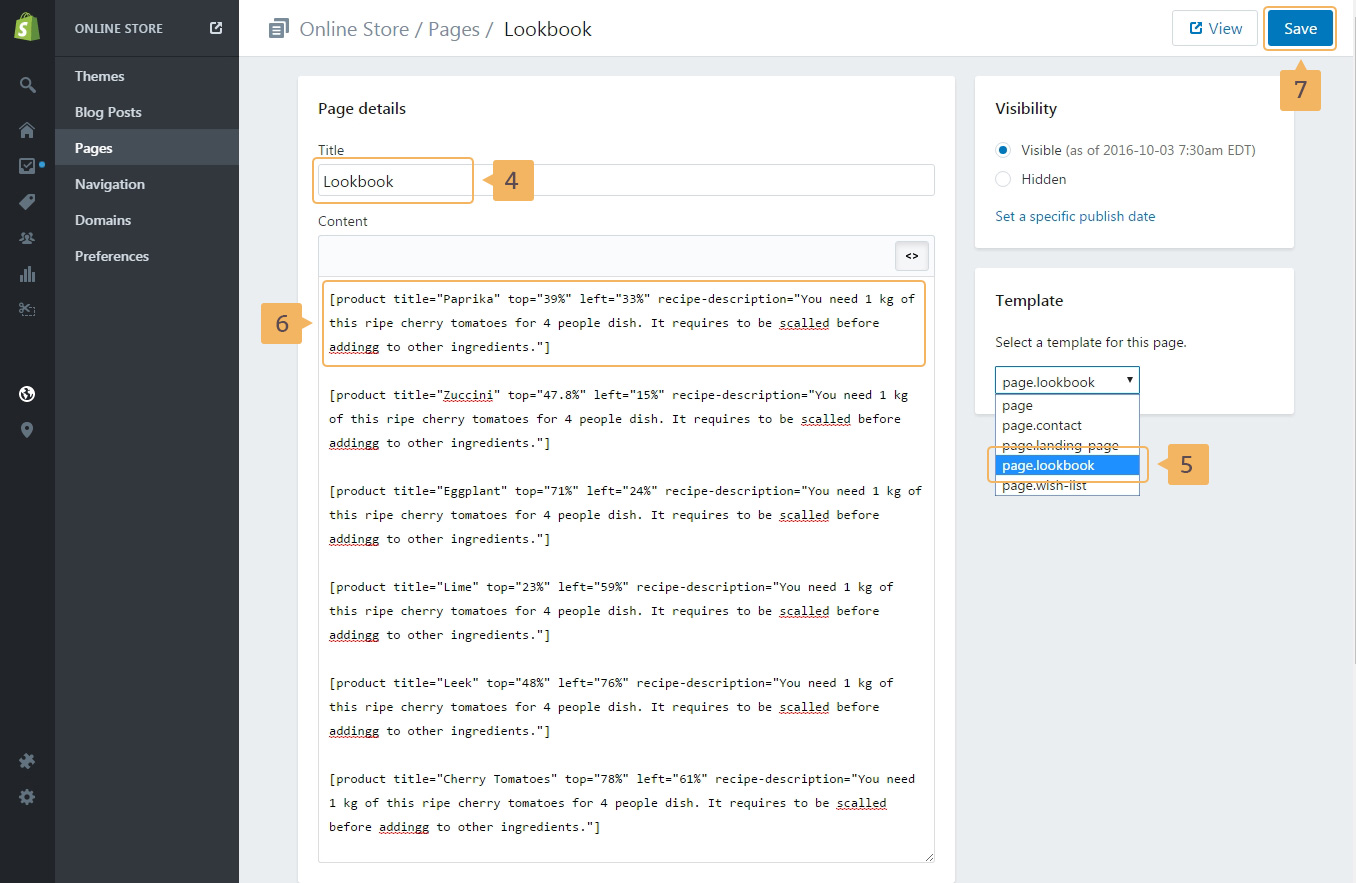 ONLINE STORE
Themes
Blog Posts
Pages
Navigation
Domains
Preferences
Online Store / Pages / Lookbook
View
Save
7
Page details
Title
Lookbook
4
Content
<>
6
[product title="Paprika" top="39%" left="33%" recipe-description="You need 1 kg of
this ripe cherry tomatoes for 4 people dish. It requires to be scalled before
addingg to other ingredients."]
[product title="Zuccini" top="47.8%" left="15%" recipe-description="You need 1 kg
of this ripe cherry tomatoes for 4 people dish. It requires to be scalled before
addingg to other ingredients."]
[product title="Eggplant" top="71%" left="24%" recipe-description="You need 1 kg of
this ripe cherry tomatoes for 4 people dish. It requires to be scalled before
addingg to other ingredients."]
[product title="Lime" top="23%" left="59%" recipe-description="You need 1 kg of
this ripe cherry tomatoes for 4 people dish. It requires to be scalled before
addingg to other ingredients."]
[product title="Leek" top="48%" left="76%" recipe-description="You need 1 kg of
this ripe cherry tomatoes for 4 people dish. It requires to be scalled before
addingg to other ingredients."]
[product title="Cherry Tomatoes" top="78%" left="61%" recipe-description="You need
1 kg of this ripe cherry tomatoes for 4 people dish. It requires to be scalled
before addingg to other ingredients."]
Visibility
Visible (as of 2016-10-03 7:30am EDT)
Hidden
Set a specific publish date
Template
Select a template for this page.
page.lookbook
page
page.contact
page.landing-page
page.lookbook
5
page.wish-list